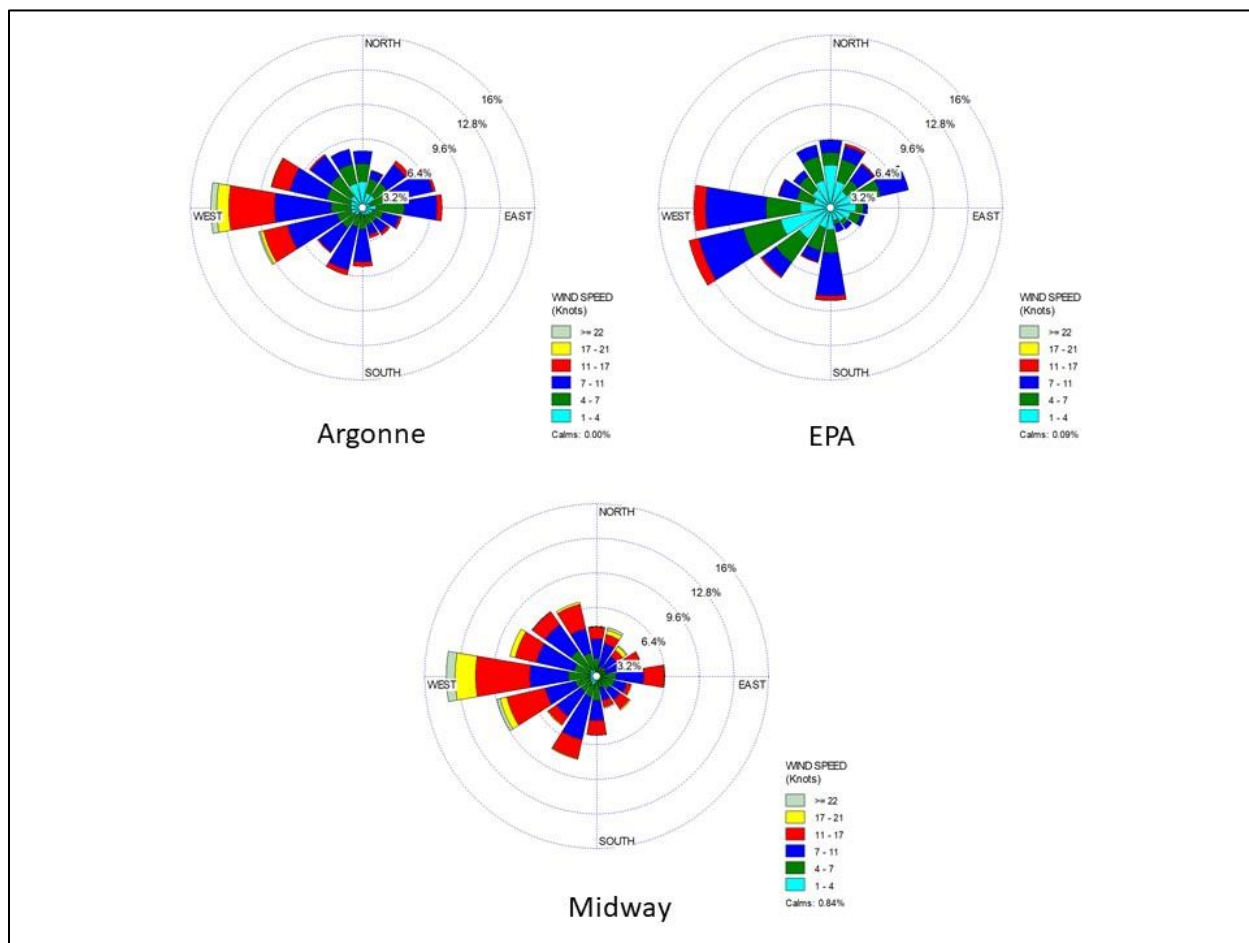 NORTH
16%
12.8%
9.6%
6.4%
3.2%
WEST
EAST
SOUTH
WIND SPEED
(Knots)
>= 22
17 - 21
11 - 17
7 - 11
4 - 7
1 - 4
Calms: 0.00%
Argonne
NORTH
16%
12.8%
9.6%
6.4%
3.2%
WEST
EAST
SOUTH
WIND SPEED
(Knots)
>= 22
17 - 21
11 - 17
7 - 11
4 - 7
1 - 4
Calms: 0.09%
EPA
NORTH
16%
12.8%
9.6%
6.4%
3.2%
WEST
EAST
SOUTH
WIND SPEED
(Knots)
>= 22
17 - 21
11 - 17
7 - 11
4 - 7
1 - 4
Calms: 0.84%
Midway